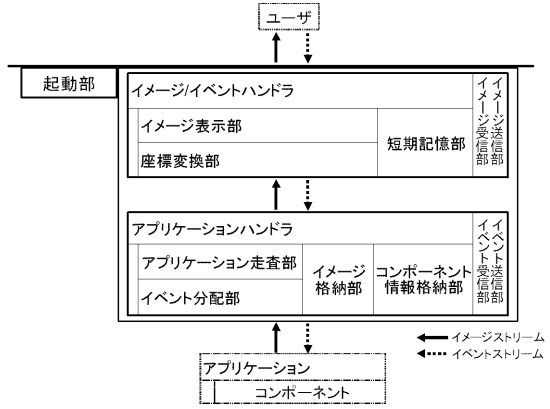 ユーザ
起動部
イメージ/イベントハンドラ
イメージ表示部
座標変換部
短期記憶部
イメージ受信部
イメージ送信部
アプリケーションハンドラ
アプリケーション走査部
イベント分配部
イメージ
格納部
コンポーネント
情報格納部
イベント受信部
イベント送信部
イメージストリーム
イベントストリーム
アプリケーション
コンポーネント